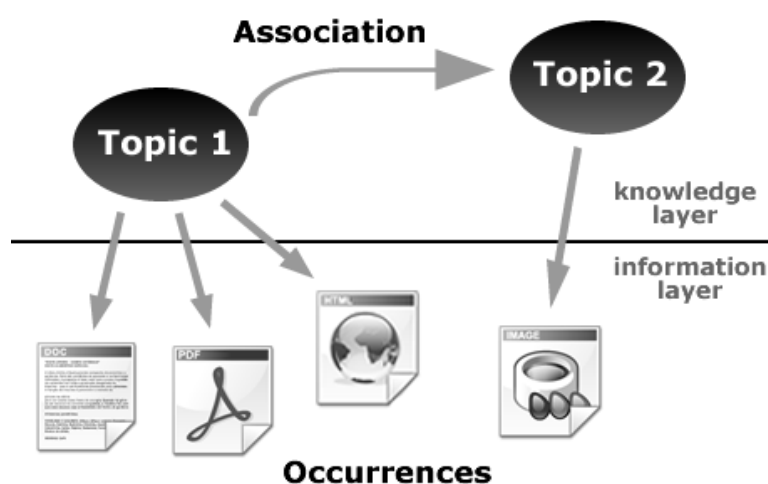 Association
Topic 1
Topic 2
knowledge
layer
information
layer
HTML
IMAGE
DOC
PDF
Occurrences